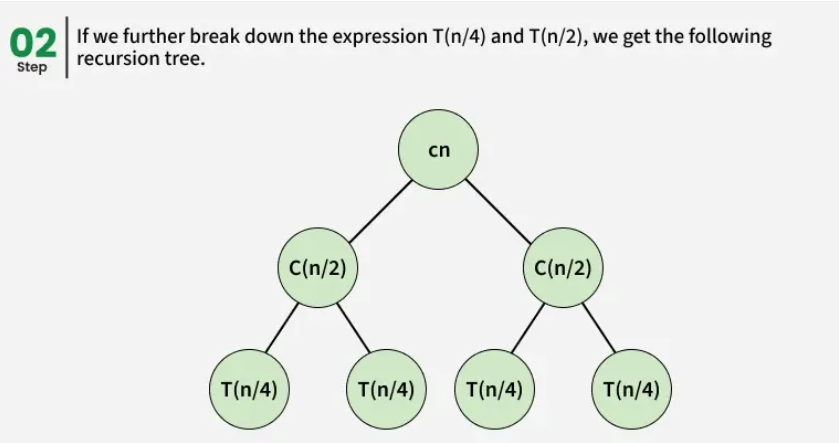 02
Step
If we further break down the expression T(n/4) and T(n/2), we get the following
recursion tree.
cn
C(n/2) C(n/2)
T(n/4) T(n/4) T(n/4) T(n/4)